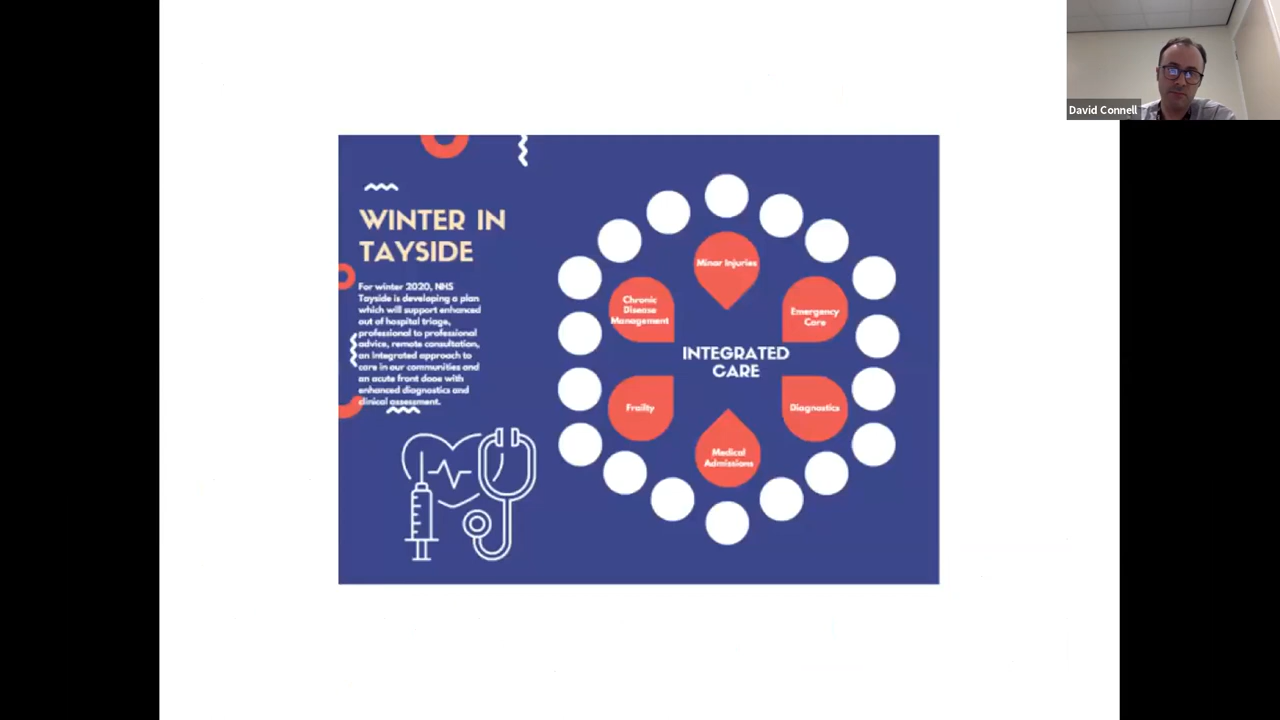 David Connell
WINTER IN
TAYSIDE
For winter 2020, NHS
Tayside is developing a plan
which will support enhanced
out of hospital triage,
professional to professional
advice, remote consultation,
an integrated approach to
care in our communities and
an acute front door with
enhanced diagnostics and
clinical assessment.
Minor Injuries
Chronic
Disease
Management
Emergency
Care
INTEGRATED
CARE
Frailty
Diagnostics
Medical
Admissions